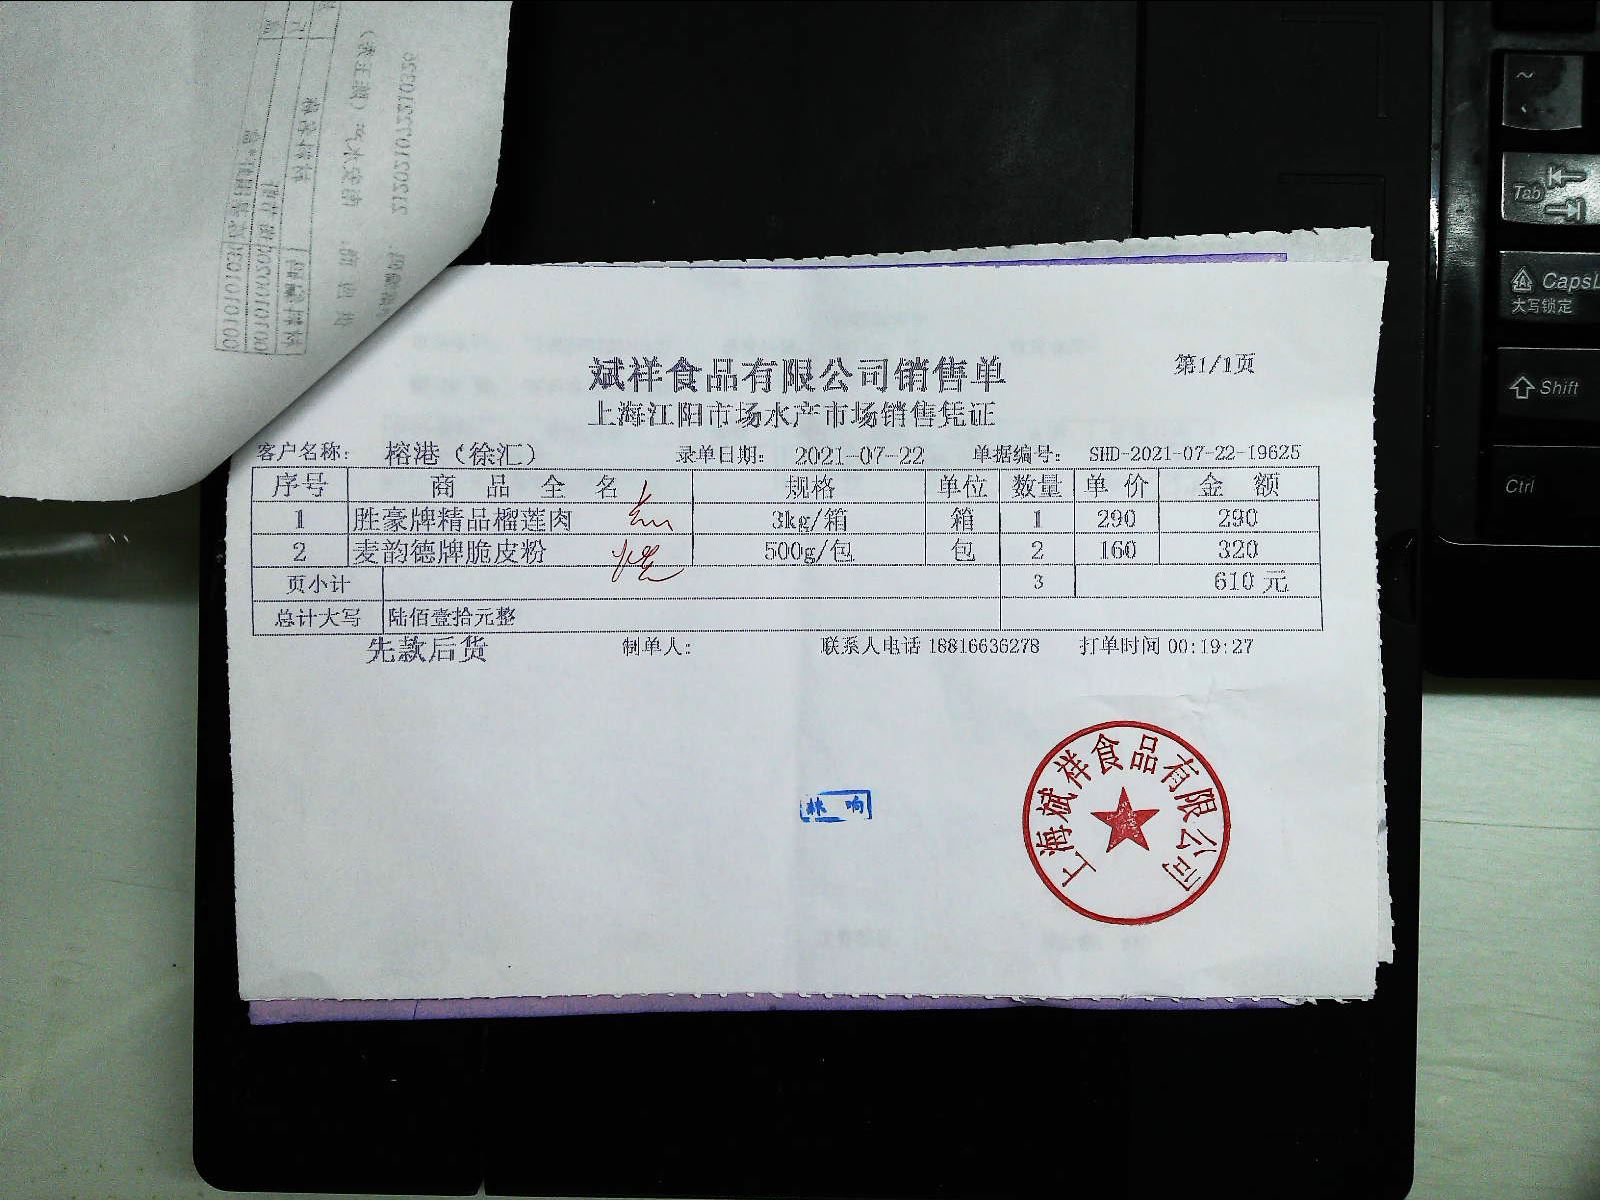 斌祥食品有限公司销售单
第1/1页
上海江阳市场水产市场销售凭证
客户名称: 榕港（徐汇） 录单日期: 2021-07-22 单据编号: SHD-2021-07-22-19625
序号 商品全名 规格 单位 数量 单价 金额
1 胜豪牌精品榴莲肉 3kg/箱 箱 1 290 290
2 麦韵德牌脆皮粉 500g/包 包 2 160 320
页小计 3 610 元
总计大写 陆佰壹拾元整
先款后货 制单人: 联系人电话 18816636278 打单时间 00:19:27
上海斌祥食品有限公司
林 响
~
Tab
CapsL
大写锁定
Shift
Ctrl